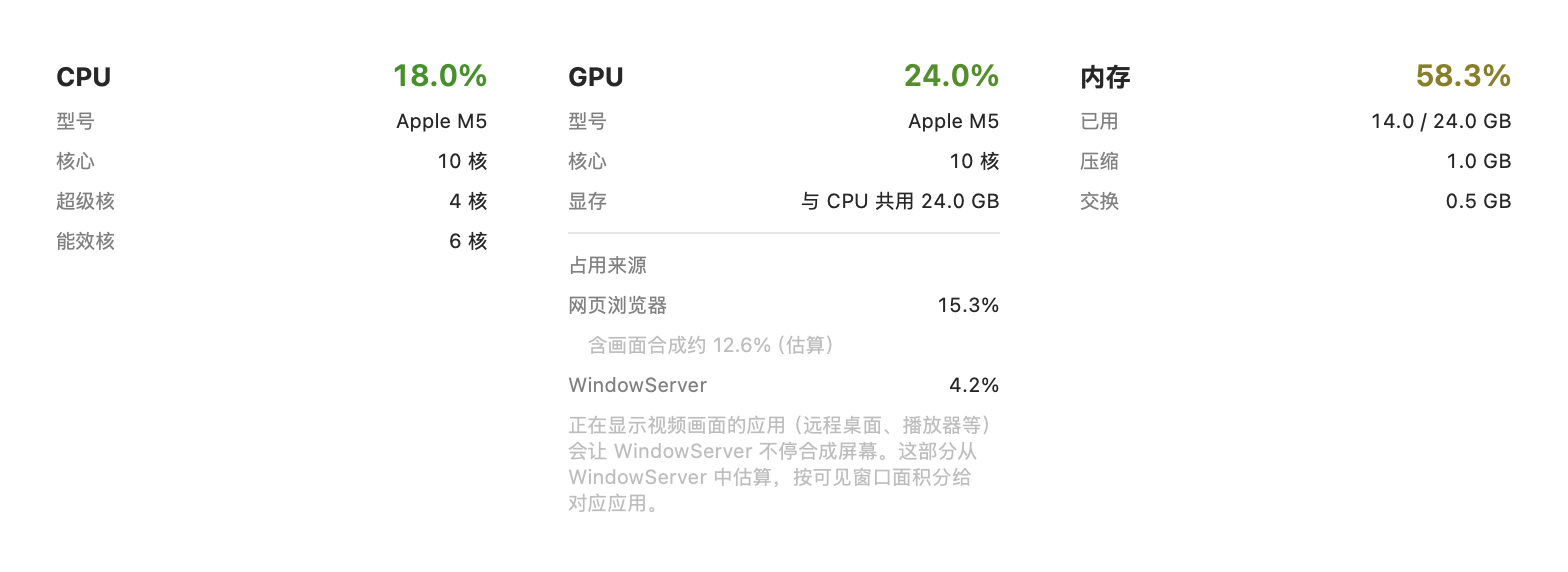 CPU 18.0%
型号 Apple M5
核心 10 核
超级核 4 核
能效核 6 核
GPU 24.0%
型号 Apple M5
核心 10 核
显存 与 CPU 共用 24.0 GB
占用来源
网页浏览器 15.3%
含画面合成约 12.6%（估算）
WindowServer 4.2%
正在显示视频画面的应用（远程桌面、播放器等）
会让 WindowServer 不停合成屏幕。这部分从
WindowServer 中估算，按可见窗口面积分给
对应应用。
内存 58.3%
已用 14.0 / 24.0 GB
压缩 1.0 GB
交换 0.5 GB